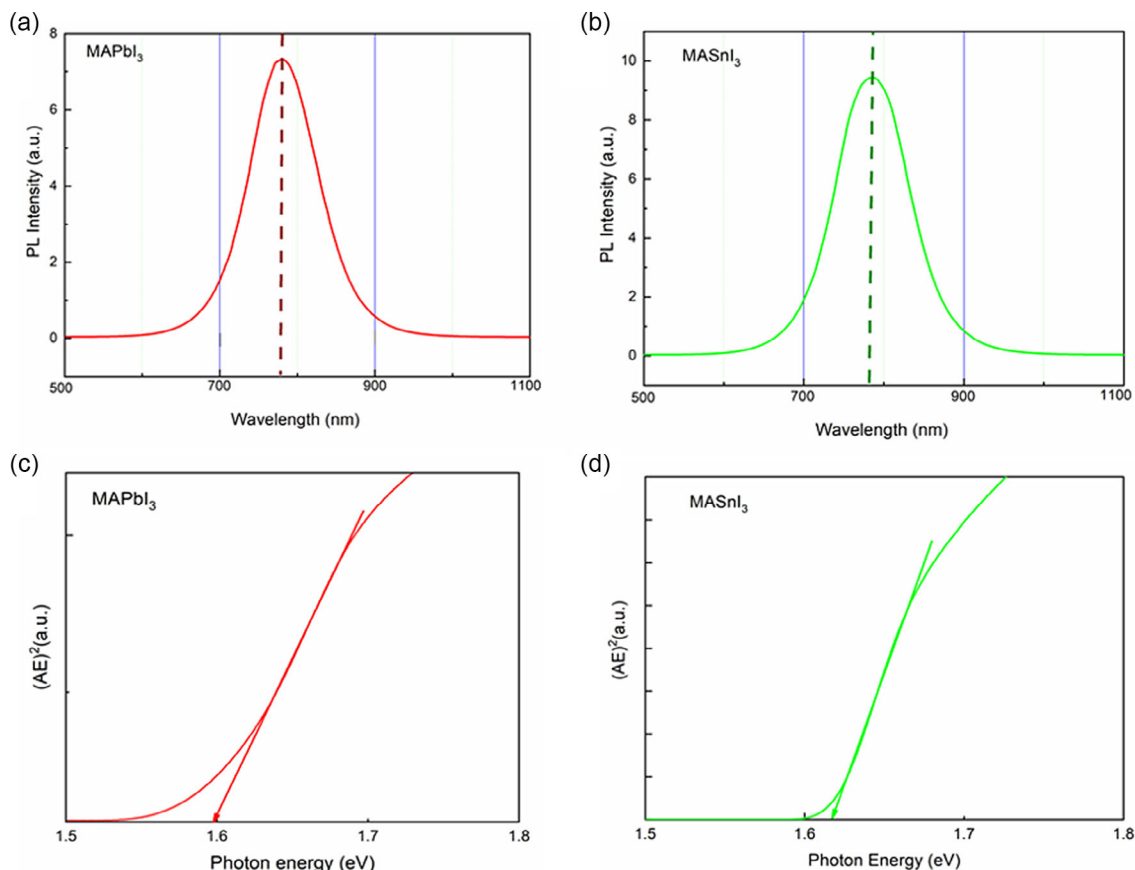 (a)
MAPbI3
8
6
4
2
0
PL Intensity (a.u.)
500
700
900
1100
Wavelength (nm)
(b)
MASnI3
10
8
6
4
2
0
PL Intensity (a.u.)
500
700
900
1100
Wavelength (nm)
(c)
MAPbI3
(AE)2(a.u.)
1.5
1.6
1.7
1.8
Photon energy (eV)
(d)
MASnI3
(AE)2(a.u.)
1.5
1.6
1.7
1.8
Photon Energy (eV)